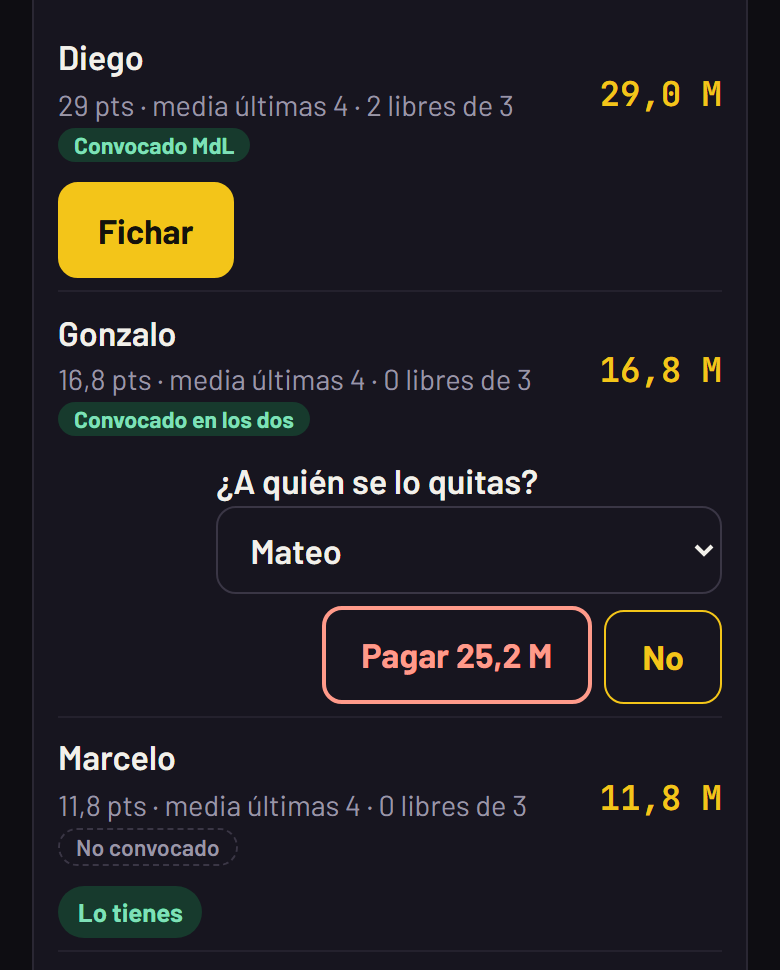 Diego
29 pts · media últimas 4 · 2 libres de 3
29,0 M
Convocado MdL
Fichar
Gonzalo
16,8 pts · media últimas 4 · 0 libres de 3
16,8 M
Convocado en los dos
¿A quién se lo quitas?
Mateo
Pagar 25,2 M
No
Marcelo
11,8 pts · media últimas 4 · 0 libres de 3
11,8 M
No convocado
Lo tienes